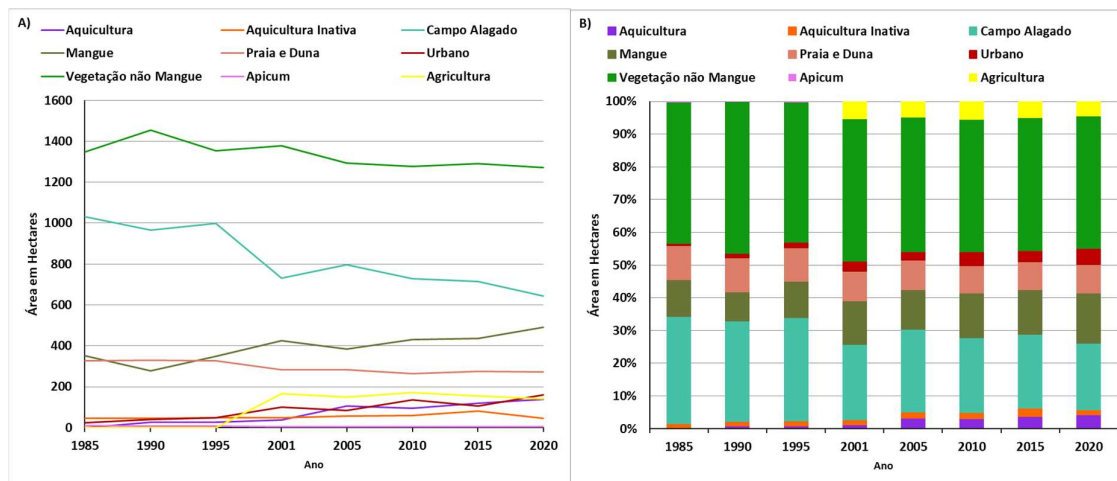 A)
Aquicultura Aquicultura Inativa Campo Alagado
Mangue Praia e Duna Urbano
Vegetação não Mangue Apicum Agricultura
Área em Hectares
1600
1400
1200
1000
800
600
400
200
0
1985 1990 1995 2001 2005 2010 2015 2020
Ano
B)
Aquicultura Aquicultura Inativa Campo Alagado
Mangue Praia e Duna Urbano
Vegetação não Mangue Apicum Agricultura
Área em Hectares
100%
90%
80%
70%
60%
50%
40%
30%
20%
10%
0%
1985 1990 1995 2001 2005 2010 2015 2020
Ano